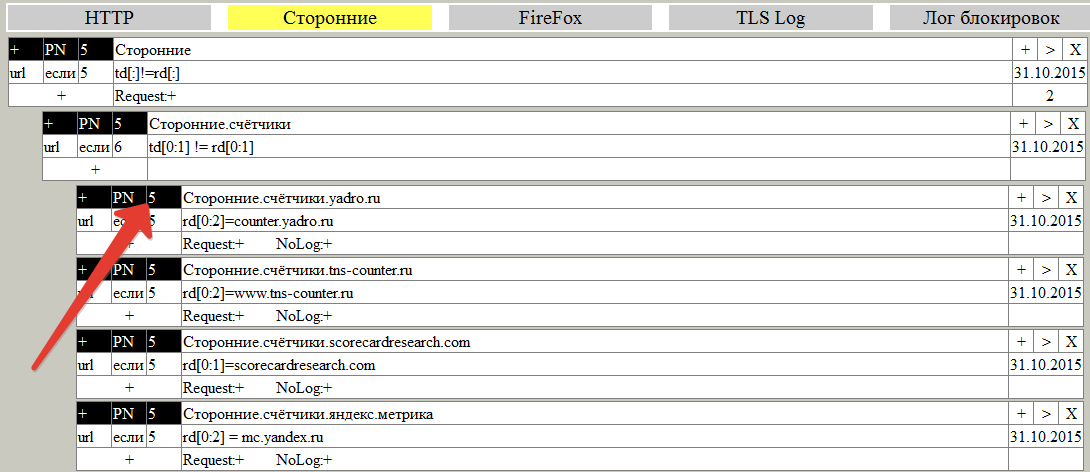 HTTP Сторонние FireFox TLS Log Лог блокировок
+ PN 5 Сторонние + > X
url если 5 td[:]!=rd[:] 31.10.2015
+ Request:+ 2
+ PN 5 Сторонние.счётчики + > X
url если 6 td[0:1] != rd[0:1] 31.10.2015
+
+ PN 5 Сторонние.счётчики.yadro.ru + > X
url 5 rd[0:2]=counter.yadro.ru 31.10.2015
+ Request:+ NoLog:+
+ PN 5 Сторонние.счётчики.tns-counter.ru + > X
если 5 rd[0:2]=www.tns-counter.ru 31.10.2015
+ Request:+ NoLog:+
+ PN 5 Сторонние.счётчики.scorecardresearch.com + > X
url если 5 rd[0:1]=scorecardresearch.com 31.10.2015
+ Request:+ NoLog:+
+ PN 5 Сторонние.счётчики.яндекс.метрика + > X
url если 5 rd[0:2] = mc.yandex.ru 31.10.2015
+ Request:+ NoLog:+